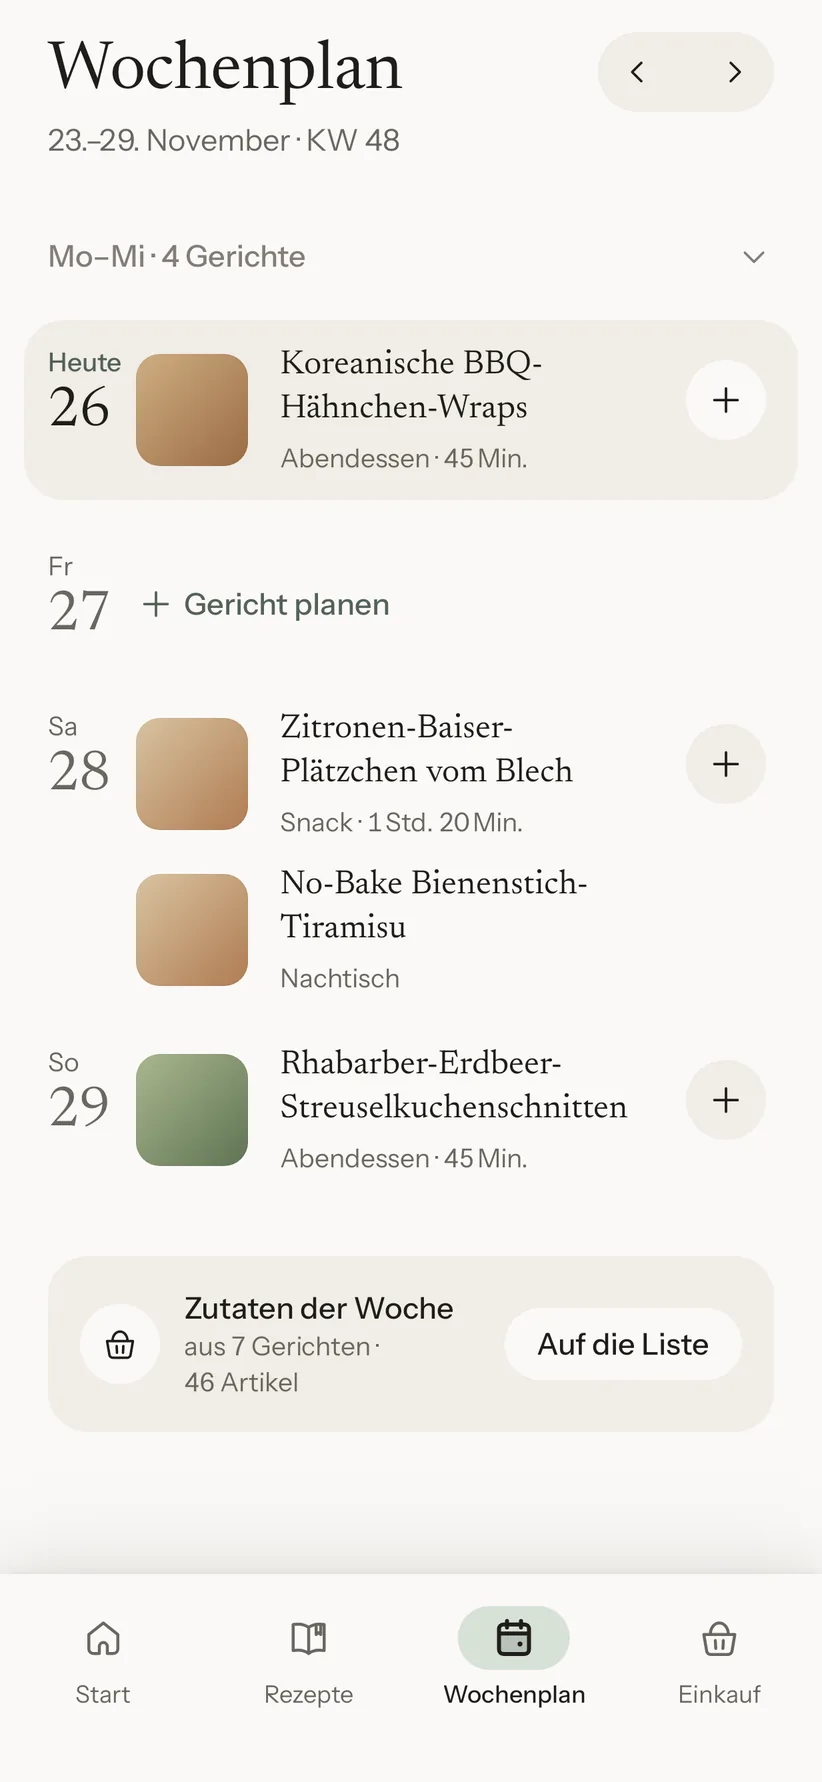 Wochenplan
23.–29. November · KW 48
Mo–Mi · 4 Gerichte
Heute
26
Koreanische BBQ-
Hähnchen-Wraps
Abendessen · 45 Min.
Fr
27
Gericht planen
Sa
28
Zitronen-Baiser-
Plätzchen vom Blech
Snack · 1 Std. 20 Min.
No-Bake Bienenstich-
Tiramisu
Nachtisch
So
29
Rhabarber-Erdbeer-
Streuselkuchenschnitten
Abendessen · 45 Min.
Zutaten der Woche
aus 7 Gerichten ·
46 Artikel
Auf die Liste
Start
Rezepte
Wochenplan
Einkauf